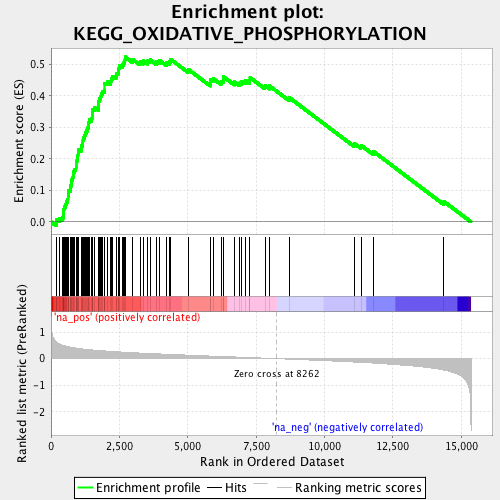 Enrichment plot:
KEGG_OXIDATIVE_PHOSPHORYLATION
Enrichment score (ES)
0.5
0.4
0.3
0.2
0.1
0.0
'na_pos' (positively correlated)
Ranked list metric (PreRanked)
1
0
-1
-2
Zero cross at 8262
'na_neg' (negatively correlated)
0
2,500
5,000
7,500
10,000
12,500
15,000
Rank in Ordered Dataset
Enrichment profile
Hits
Ranking metric scores